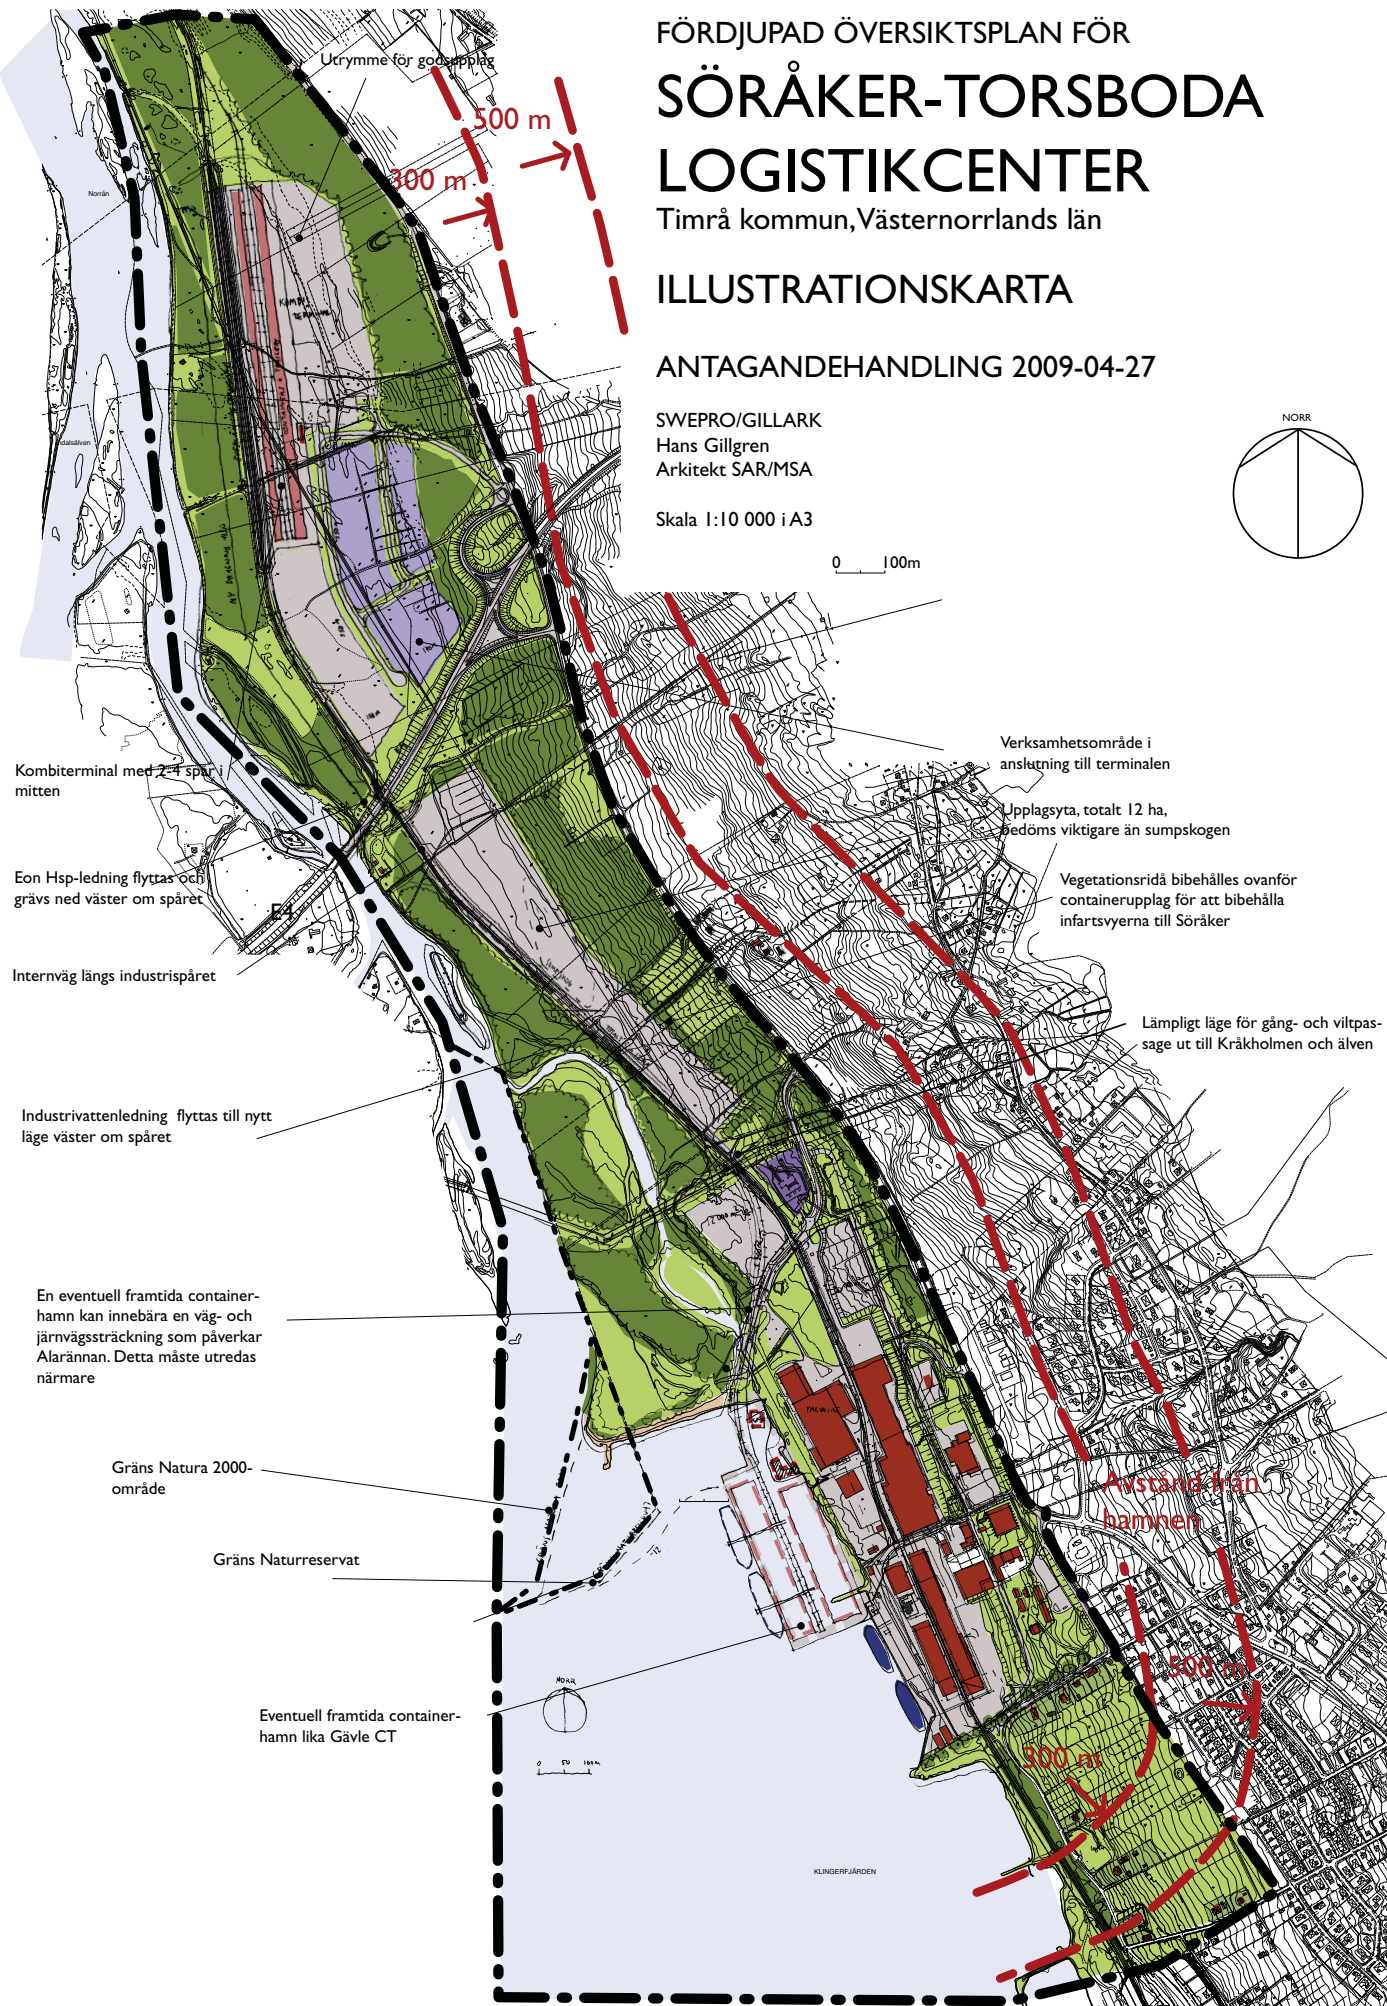 FÖRDJUPAD ÖVERSIKTSPLAN FÖR
SÖRÅKER-TORSBODA
LOGISTIKCENTER
Timrå kommun, Västernorrlands län
ILLUSTRATIONSKARTA
ANTAGANDEHANDLING 2009-04-27
SWEPRO/GILLARK
Hans Gillgren
Arkitekt SAR/MSA
Skala 1:10 000 i A3
0 100m
NORR
Utrymme för godsupplag
500 m
300 m
Norrån
KOMBI
TERMINAL
Kombiterminal med 2-4 spår i
mitten
Eon Hsp-ledning flyttas och
grävs ned väster om spåret
E4
Internväg längs industrispåret
Industrivattenledning flyttas till nytt
läge väster om spåret
En eventuell framtida container-
hamn kan innebära en väg- och
järnvägssträckning som påverkar
Alarännan. Detta måste utredas
närmare
Gräns Natura 2000-
område
Gräns Naturreservat
Eventuell framtida container-
hamn lika Gävle CT
Verksamhetsområde i
anslutning till terminalen
Upplagsyta, totalt 12 ha,
bedöms viktigare än sumpskogen
Vegetationsridå bibehålles ovanför
containerupplag för att bibehålla
infartsvyerna till Söråker
Lämpligt läge för gång- och viltpas-
sage ut till Kråkholmen och älven
Avstånd från
hamnen
500 m
300 m
NORR
0 50 100m
KLINGERFJÄRDEN